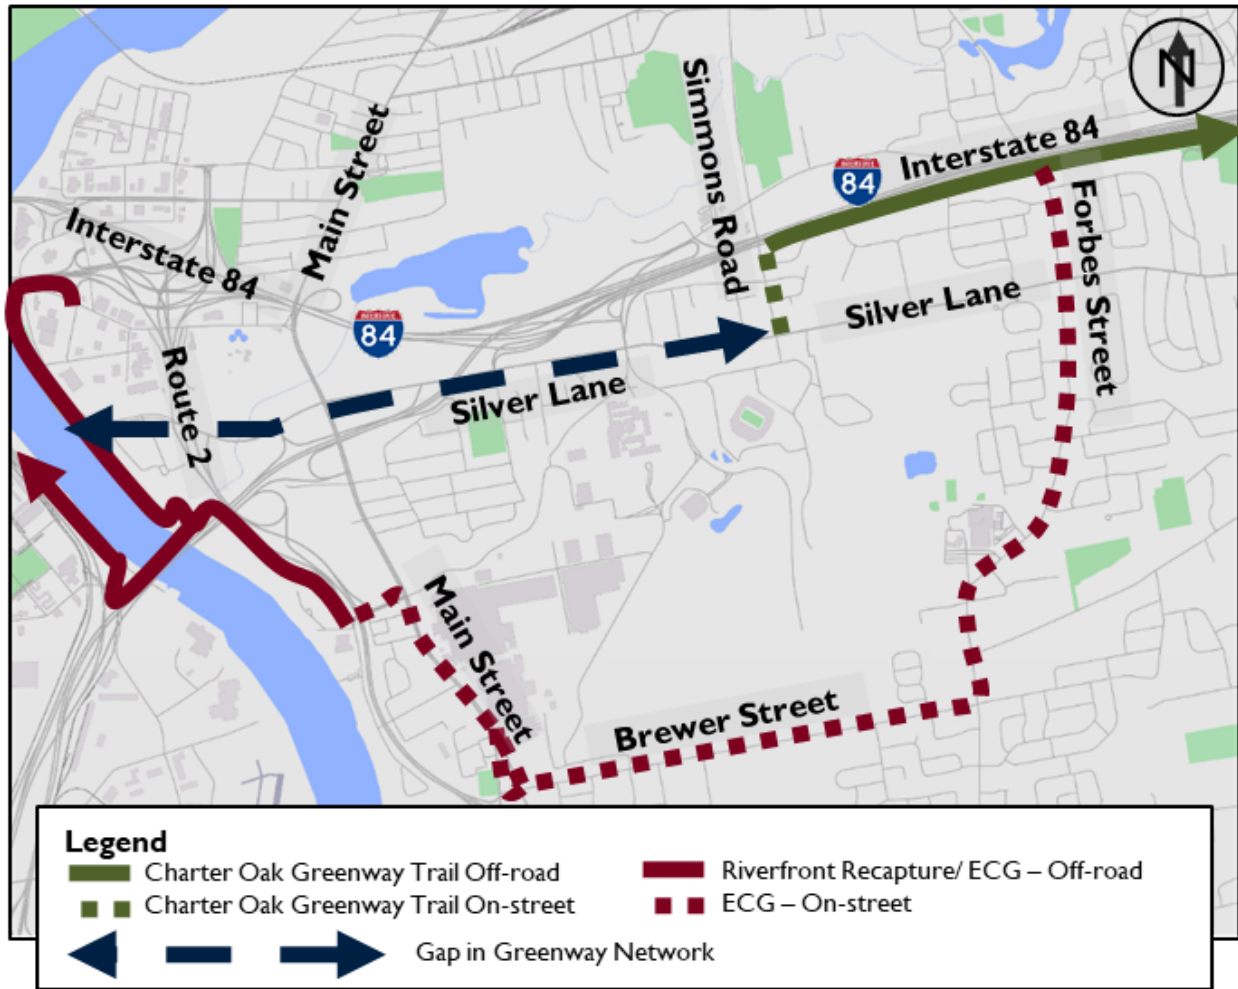 N
Simmons Road
Main Street
Interstate 84
84
Forbes Street
Interstate 84
Silver Lane
84
Route 2
Silver Lane
Main Street
Brewer Street
Legend
Charter Oak Greenway Trail Off-road
Riverfront Recapture/ ECG – Off-road
Charter Oak Greenway Trail On-street
ECG – On-street
Gap in Greenway Network